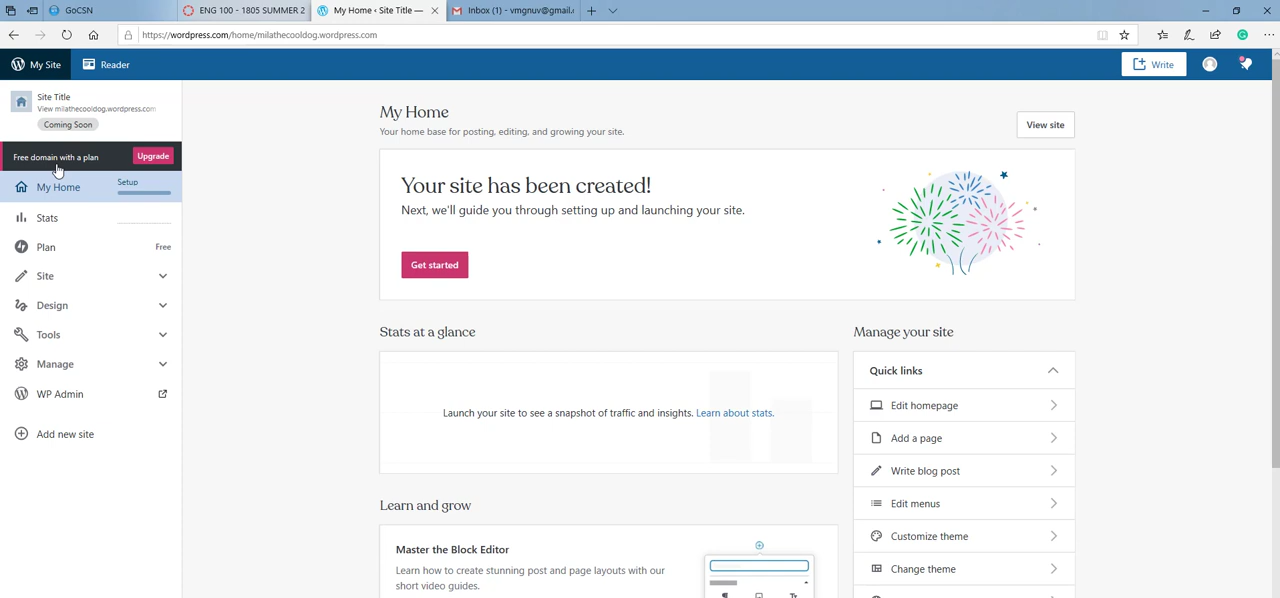 GoCSN
ENG 100 - 1805 SUMMER 2
My Home ‹ Site Title —
Inbox (1) - vmgnuv@gmail.
https://wordpress.com/home/milathecooldog.wordpress.com
My Site
Reader
Write
Site Title
View milathecooldog.wordpress.com
Coming Soon
Free domain with a plan
Upgrade
My Home
Setup
Stats
Plan
Free
Site
Design
Tools
Manage
WP Admin
Add new site
My Home
Your home base for posting, editing, and growing your site.
View site
Your site has been created!
Next, we'll guide you through setting up and launching your site.
Get started
Stats at a glance
Launch your site to see a snapshot of traffic and insights. Learn about stats.
Learn and grow
Master the Block Editor
Learn how to create stunning post and page layouts with our
short video guides.
Manage your site
Quick links
Edit homepage
Add a page
Write blog post
Edit menus
Customize theme
Change theme